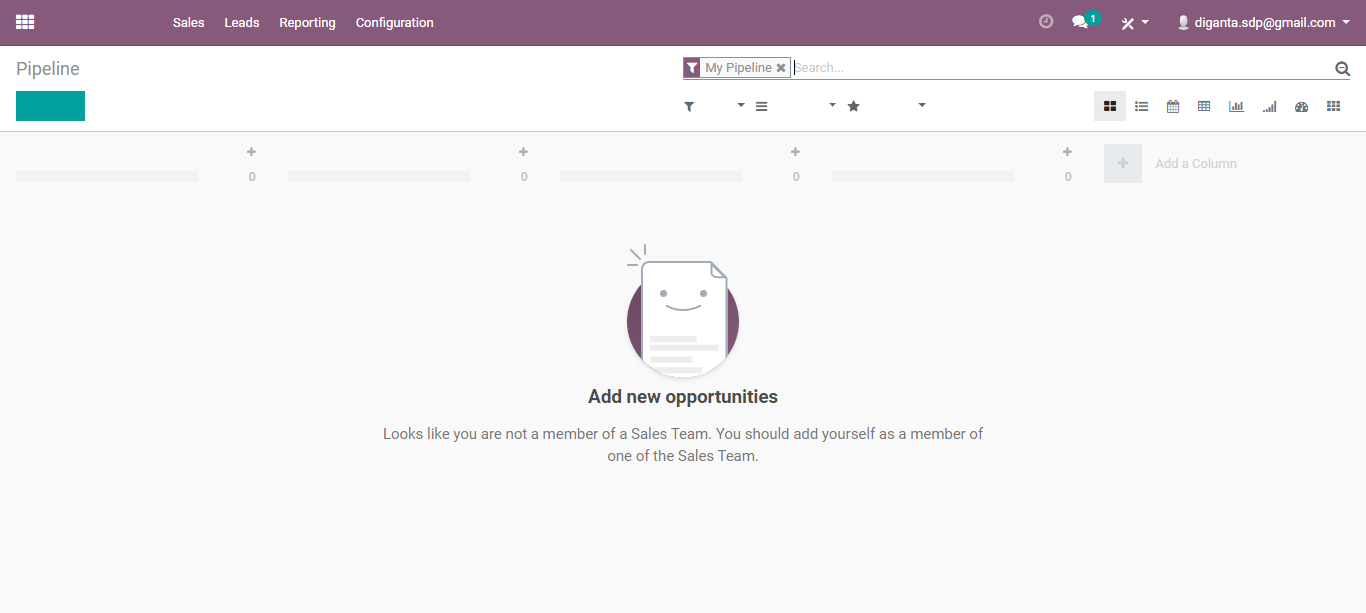 Sales Leads Reporting Configuration 1 diganta.sdp@gmail.com
Pipeline
My Pipeline Search...
0 0 0 0 Add a Column
Add new opportunities
Looks like you are not a member of a Sales Team. You should add yourself as a member of
one of the Sales Team.